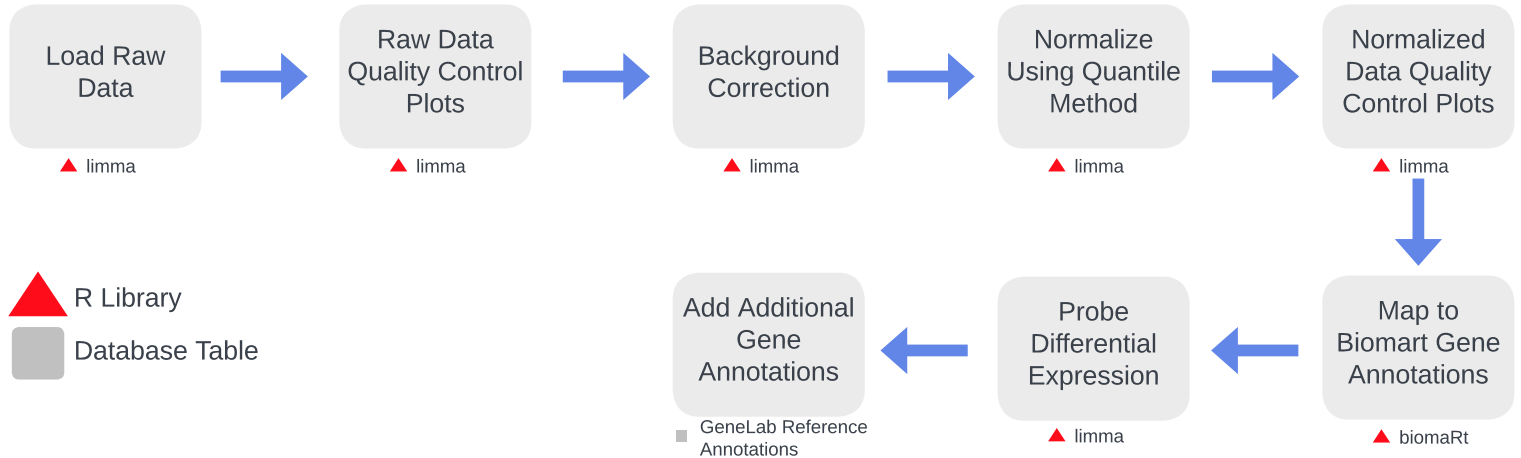 Load Raw
Data
limma
Raw Data
Quality Control
Plots
limma
Background
Correction
limma
Normalize
Using Quantile
Method
limma
Normalized
Data Quality
Control Plots
limma
Map to
Biomart Gene
Annotations
biomaRt
Probe
Differential
Expression
limma
Add Additional
Gene
Annotations
GeneLab Reference
Annotations
R Library
Database Table